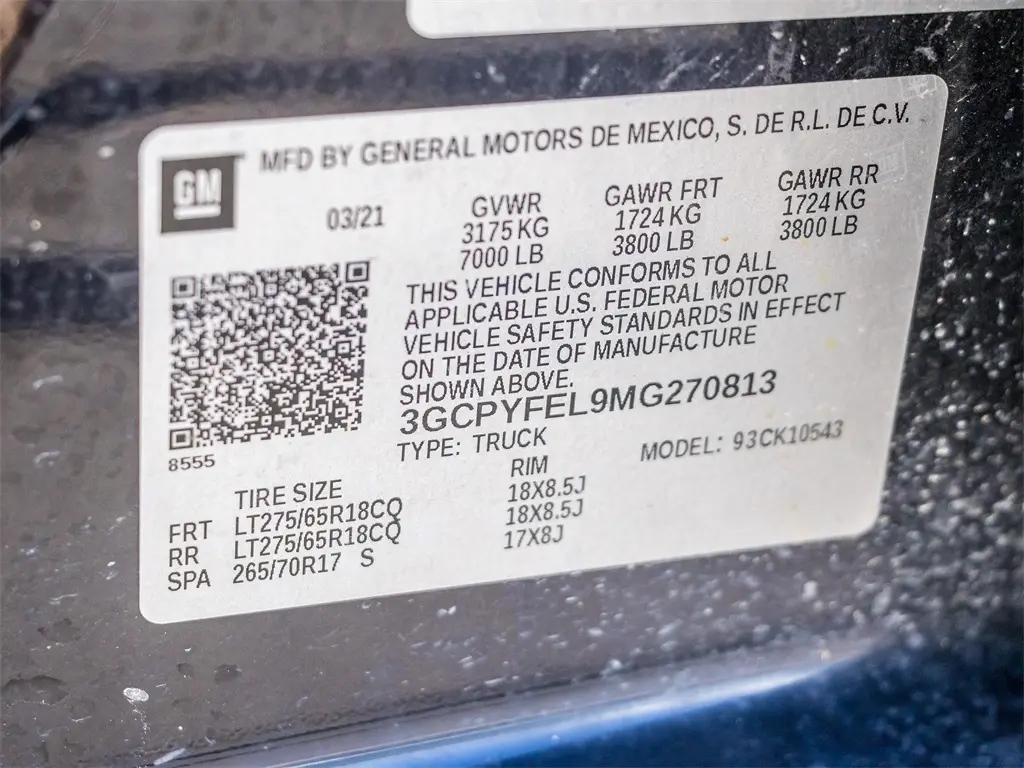 GM
MFD BY GENERAL MOTORS DE MEXICO, S. DE R.L. DE C.V.
03/21
GVWR
3175 KG
7000 LB
GAWR FRT
1724 KG
3800 LB
GAWR RR
1724 KG
3800 LB
THIS VEHICLE CONFORMS TO ALL
APPLICABLE U.S. FEDERAL MOTOR
VEHICLE SAFETY STANDARDS IN EFFECT
ON THE DATE OF MANUFACTURE
SHOWN ABOVE.
3GCPYFEL9MG270813
TYPE: TRUCK MODEL: 93CK10543
8555
TIRE SIZE RIM
FRT LT275/65R18CQ 18X8.5J
RR LT275/65R18CQ 18X8.5J
SPA 265/70R17 S 17X8J